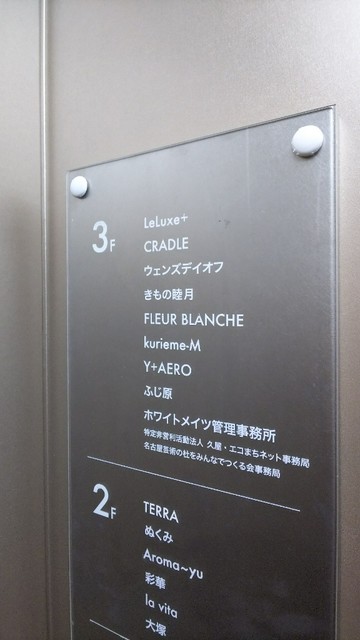 3F
LeLuxe+
CRADLE
ウェンズデイオフ
きもの睦月
FLEUR BLANCHE
kurieme-M
Y+AERO
ふじ原
ホワイトメイツ管理事務所
特定非営利活動法人 久屋・エコまちネット事務局
名古屋芸術の杜をみんなでつくる会事務局
2F
TERRA
ぬくみ
Aroma~yu
彩華
la vita
大塚